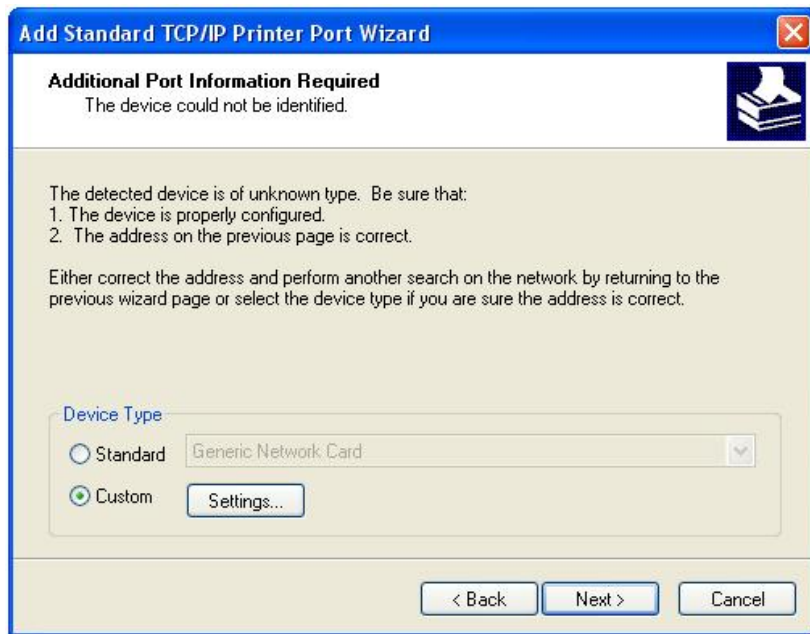 Add Standard TCP/IP Printer Port Wizard
Additional Port Information Required
The device could not be identified.
The detected device is of unknown type. Be sure that:
1. The device is properly configured.
2. The address on the previous page is correct.
Either correct the address and perform another search on the network by returning to the
previous wizard page or select the device type if you are sure the address is correct.
Device Type
Standard
Generic Network Card
Custom
Settings...
< Back
Next >
Cancel